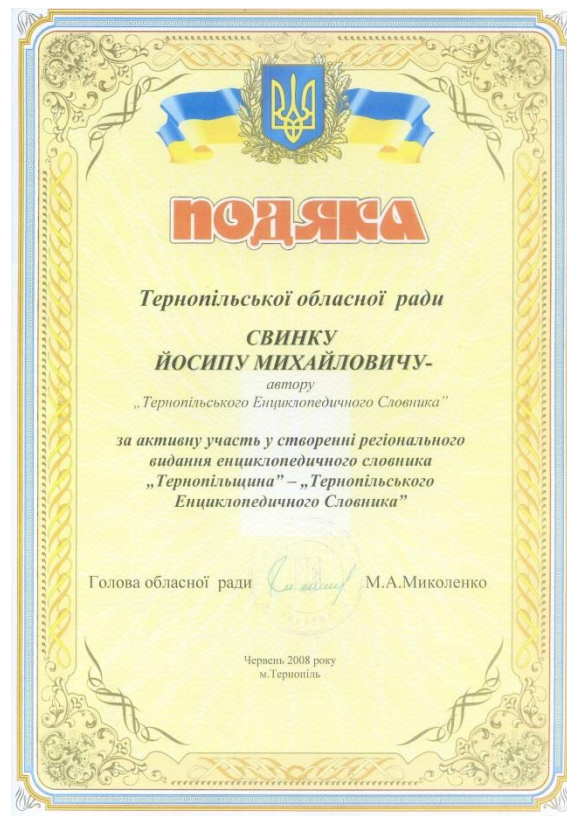 ПОДЯКА
Тернопільської обласної ради
СВИНКУ
ЙОСИПУ МИХАЙЛОВИЧУ-
автору
„Тернопільського Енциклопедичного Словника”
за активну участь у створенні регіонального
видання енциклопедичного словника
„Тернопільщина” – „Тернопільського
Енциклопедичного Словника”
Голова обласної ради М.А.Миколенко
Червень 2008 року
м.Тернопіль